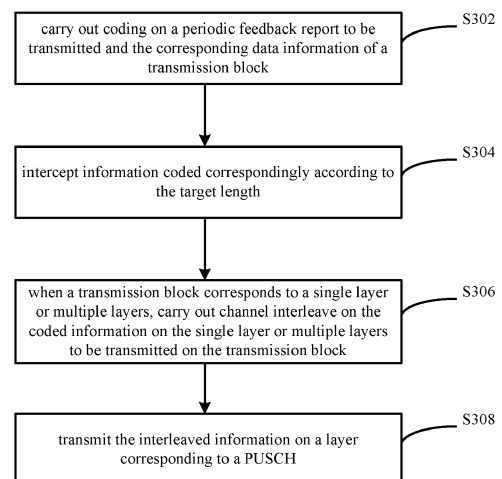 carry out coding on a periodic feedback report to be
transmitted and the corresponding data information of a
transmission block
S302
intercept information coded correspondingly according to
the target length
S304
when a transmission block corresponds to a single layer
or multiple layers, carry out channel interleave on the
coded information on the single layer or multiple layers
to be transmitted on the transmission block
S306
transmit the interleaved information on a layer
corresponding to a PUSCH
S308